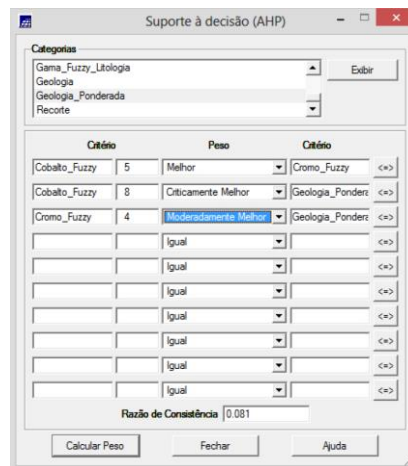 Suporte à decisão (AHP)
Categorias
Gama_Fuzzy_Litologia
Geologia
Geologia_Ponderada
Recorte
Exibir
Critério Peso Critério
Cobalto_Fuzzy 5 Melhor Cromo_Fuzzy <=>
Cobalto_Fuzzy 8 Criticamente Melhor Geologia_Pondera <=>
Cromo_Fuzzy 4 Moderadamente Melhor Geologia_Pondera <=>
Igual <=>
Igual <=>
Igual <=>
Igual <=>
Igual <=>
Igual <=>
Razão de Consistência 0.081
Calcular Peso Fechar Ajuda